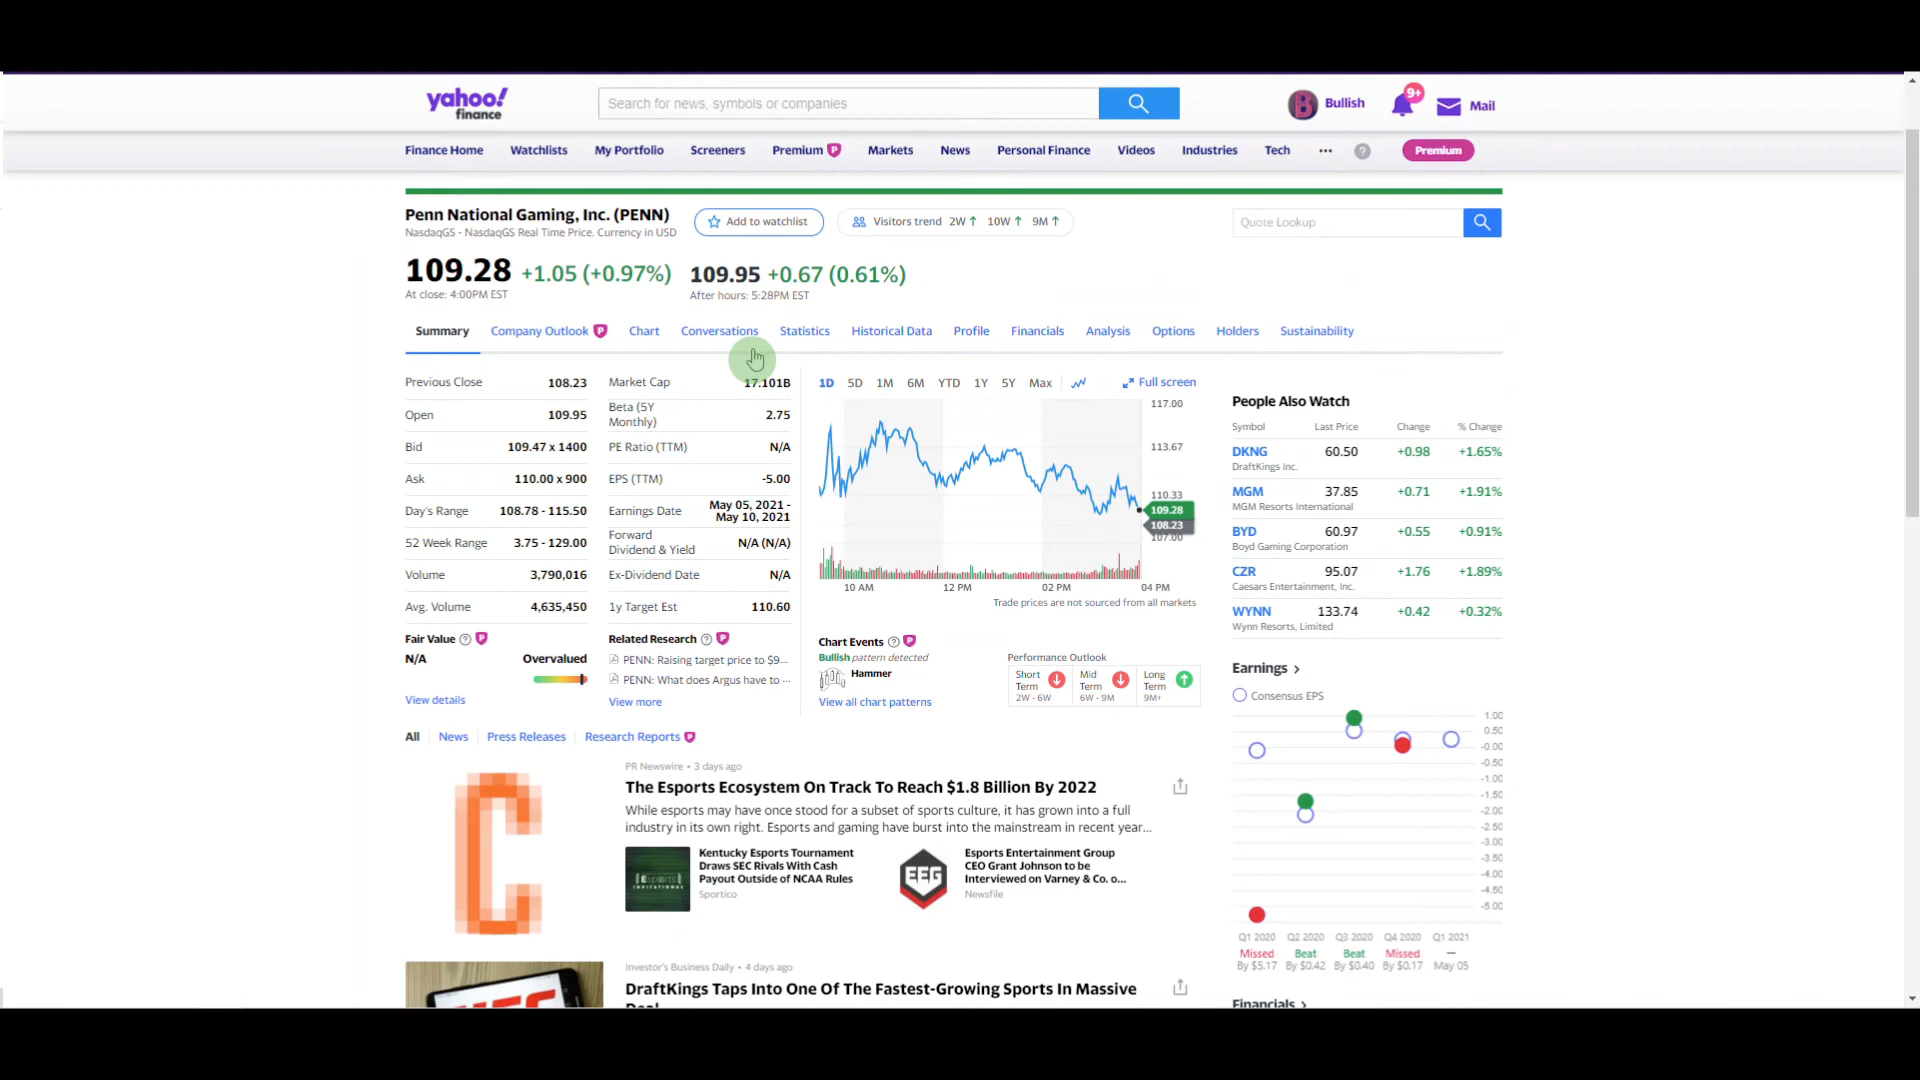 yahoo!
finance
Search for news, symbols or companies
B
Bullish
9+
Mail
Finance Home
Watchlists
My Portfolio
Screeners
Premium P
Markets
News
Personal Finance
Videos
Industries
Tech
...
?
Premium
Penn National Gaming, Inc. (PENN)
NasdaqGS - NasdaqGS Real Time Price. Currency in USD
Add to watchlist
Visitors trend 2W↑ 10W↑ 9M↑
Quote Lookup
109.28 +1.05 (+0.97%)
At close: 4:00PM EST
109.95 +0.67 (0.61%)
After hours: 5:28PM EST
Summary
Company Outlook P
Chart
Conversations
Statistics
Historical Data
Profile
Financials
Analysis
Options
Holders
Sustainability
Previous Close 108.23
Open 109.95
Bid 109.47 x 1400
Ask 110.00 x 900
Day's Range 108.78 - 115.50
52 Week Range 3.75 - 129.00
Volume 3,790,016
Avg. Volume 4,635,450
Market Cap 17.101B
Beta (5Y
Monthly) 2.75
PE Ratio (TTM) N/A
EPS (TTM) -5.00
Earnings Date May 05, 2021 -
May 10, 2021
Forward
Dividend & Yield N/A (N/A)
Ex-Dividend Date N/A
1y Target Est 110.60
Fair Value ? P
N/A Overvalued
View details
Related Research ? P
PENN: Raising target price to $9...
PENN: What does Argus have to ...
View more
1D 5D 1M 6M YTD 1Y 5Y Max
Full screen
117.00
113.67
110.33
109.28
108.23
107.00
10 AM 12 PM 02 PM 04 PM
Trade prices are not sourced from all markets
Chart Events ? P
Bullish pattern detected
Hammer
View all chart patterns
Performance Outlook
Short
Term
2W - 6W
Mid
Term
6W - 9M
Long
Term
9M+
People Also Watch
Symbol Last Price Change % Change
DKNG 60.50 +0.98 +1.65%
DraftKings Inc.
MGM 37.85 +0.71 +1.91%
MGM Resorts International
BYD 60.97 +0.55 +0.91%
Boyd Gaming Corporation
CZR 95.07 +1.76 +1.89%
Caesars Entertainment, Inc.
WYNN 133.74 +0.42 +0.32%
Wynn Resorts, Limited
Earnings >
Consensus EPS
1.00
0.50
-0.00
-0.50
-1.00
-1.50
-2.00
-2.50
-3.00
-3.50
-4.00
-4.50
-5.00
Q1 2020 Q2 2020 Q3 2020 Q4 2020 Q1 2021
Missed Beat Beat Missed —
By $5.17 By $0.42 By $0.40 By $0.17 May 05
Financials >
All
News
Press Releases
Research Reports P
C
PR Newswire • 3 days ago
The Esports Ecosystem On Track To Reach $1.8 Billion By 2022
While esports may have once stood for a subset of sports culture, it has grown into a full
industry in its own right. Esports and gaming have burst into the mainstream in recent year...
Kentucky Esports Tournament
Draws SEC Rivals With Cash
Payout Outside of NCAA Rules
Sportico
EEG
Esports Entertainment Group
CEO Grant Johnson to be
Interviewed on Varney & Co. o...
Newsfile
Investor's Business Daily • 4 days ago
DraftKings Taps Into One Of The Fastest-Growing Sports In Massive
Deal